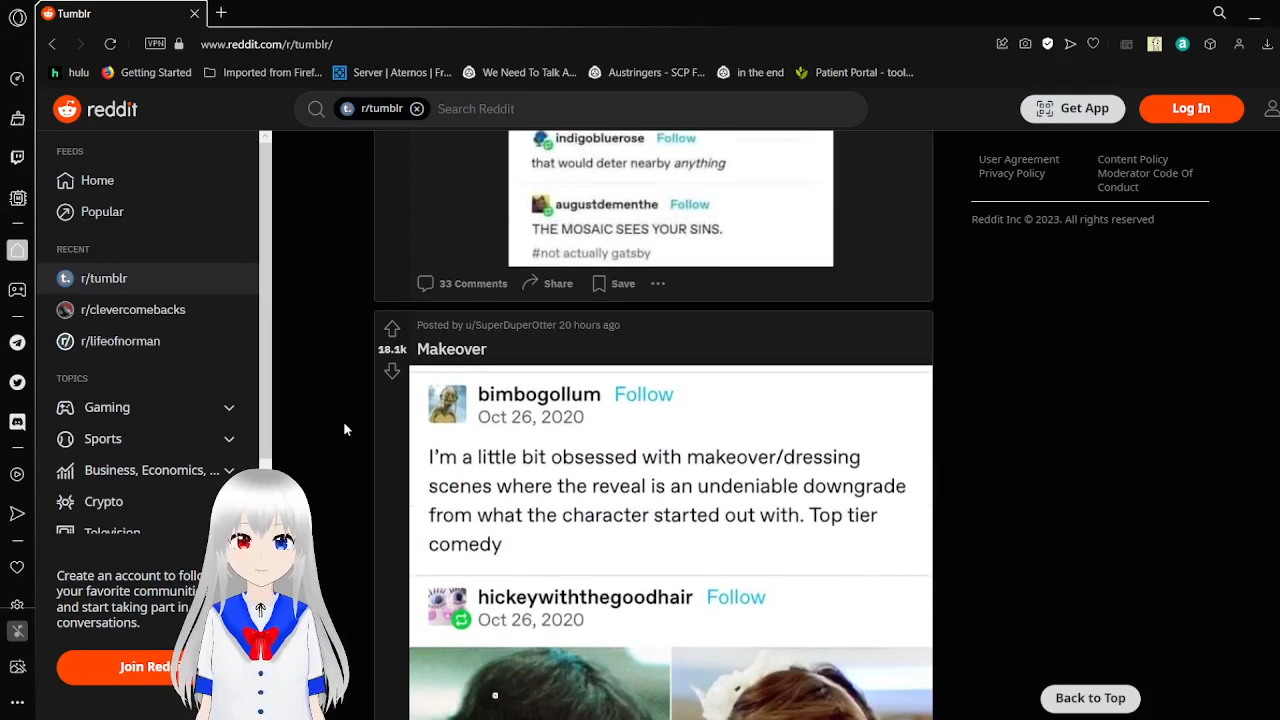 Tumblr
VPN
www.reddit.com/r/tumblr/
hulu
Getting Started
Imported from Firef...
Server | Aternos | Fr...
We Need To Talk A...
Austringers - SCP F...
in the end
Patient Portal - tool...
reddit
r/tumblr
Search Reddit
Get App
Log In
FEEDS
Home
Popular
RECENT
r/tumblr
r/clevercomebacks
r/lifeofnorman
TOPICS
Gaming
Sports
Business, Economics, ...
Crypto
Television
Create an account to follo
your favorite communiti
and start taking part in
conversations.
Join Redd
indigobluerose Follow
that would deter nearby anything
augustdementhe Follow
THE MOSAIC SEES YOUR SINS.
#not actually gatsby
33 Comments
Share
Save
Posted by u/SuperDuperOtter 20 hours ago
18.1k
Makeover
bimbogollum Follow
Oct 26, 2020
I'm a little bit obsessed with makeover/dressing
scenes where the reveal is an undeniable downgrade
from what the character started out with. Top tier
comedy
hickeywiththegoodhair Follow
Oct 26, 2020
User Agreement
Privacy Policy
Content Policy
Moderator Code Of
Conduct
Reddit Inc © 2023. All rights reserved
Back to Top